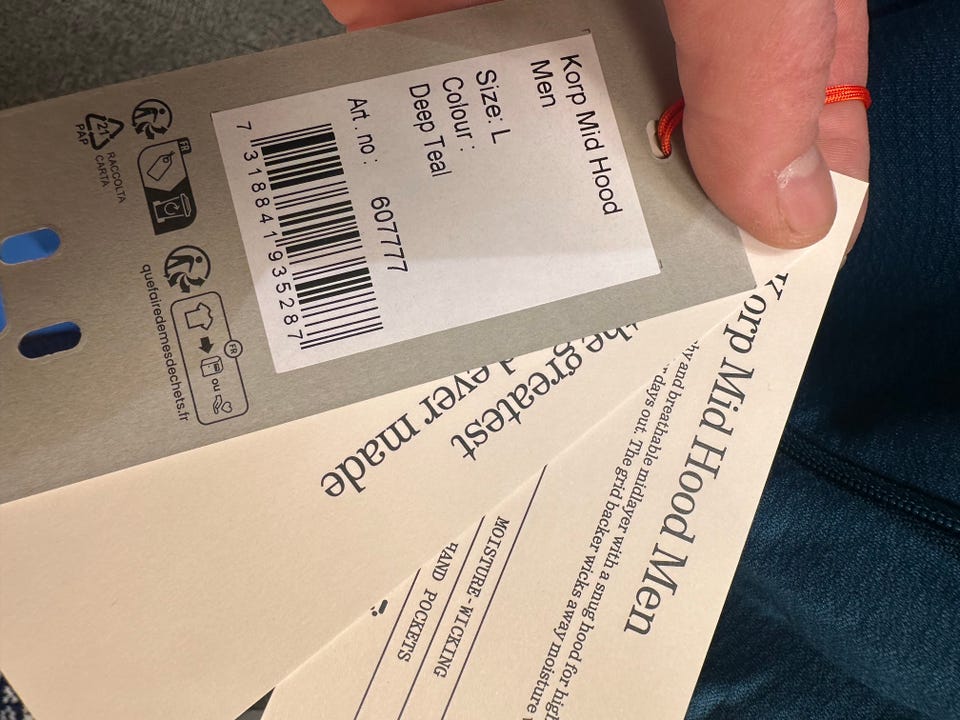 Korp Mid Hood
Men
Size: L
Colour :
Deep Teal
Art. no : 607777
7 318841 935287
FR
21
PAP
RACCOLTA
CARTA
FR
ou
quefairedemesdechets.fr
greatest
ever made
Korp Mid Hood Men
and breathable midlayer with a snug hood for high
days out. The grid backer wicks away moisture
MOISTURE-WICKING
HAND POCKETS